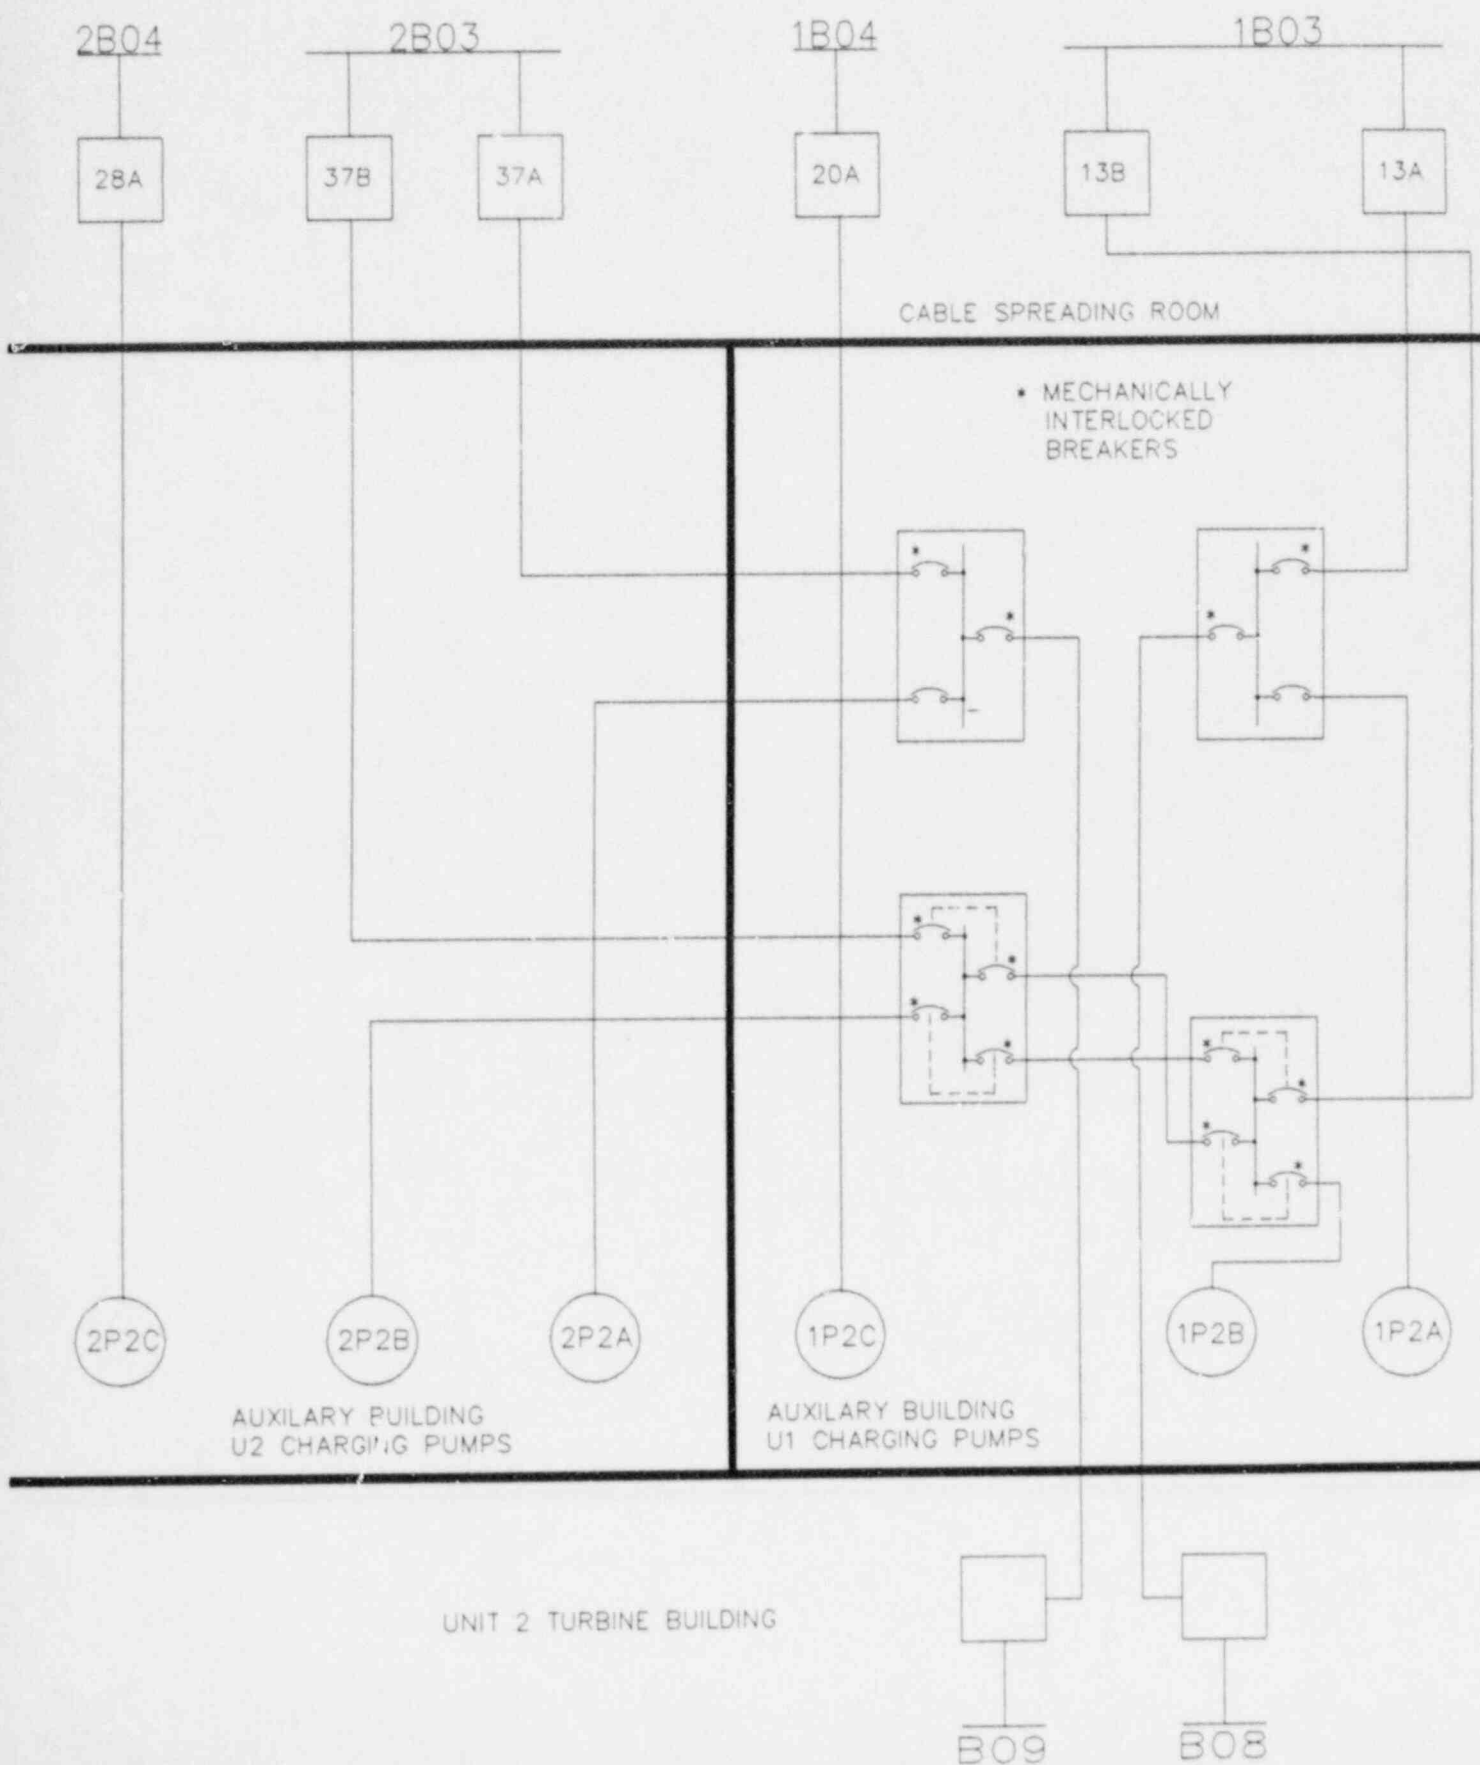 2B04 2B03 1B04 1B03
28A 37B 37A 20A 13B 13A
CABLE SPREADING ROOM
* MECHANICALLY
INTERLOCKED
BREAKERS
*
*
*
*
*
*
*
*
*
*
*
*
2P2C 2P2B 2P2A 1P2C 1P2B 1P2A
AUXILARY BUILDING
U2 CHARGING PUMPS
AUXILARY BUILDING
U1 CHARGING PUMPS
UNIT 2 TURBINE BUILDING
B09 B08